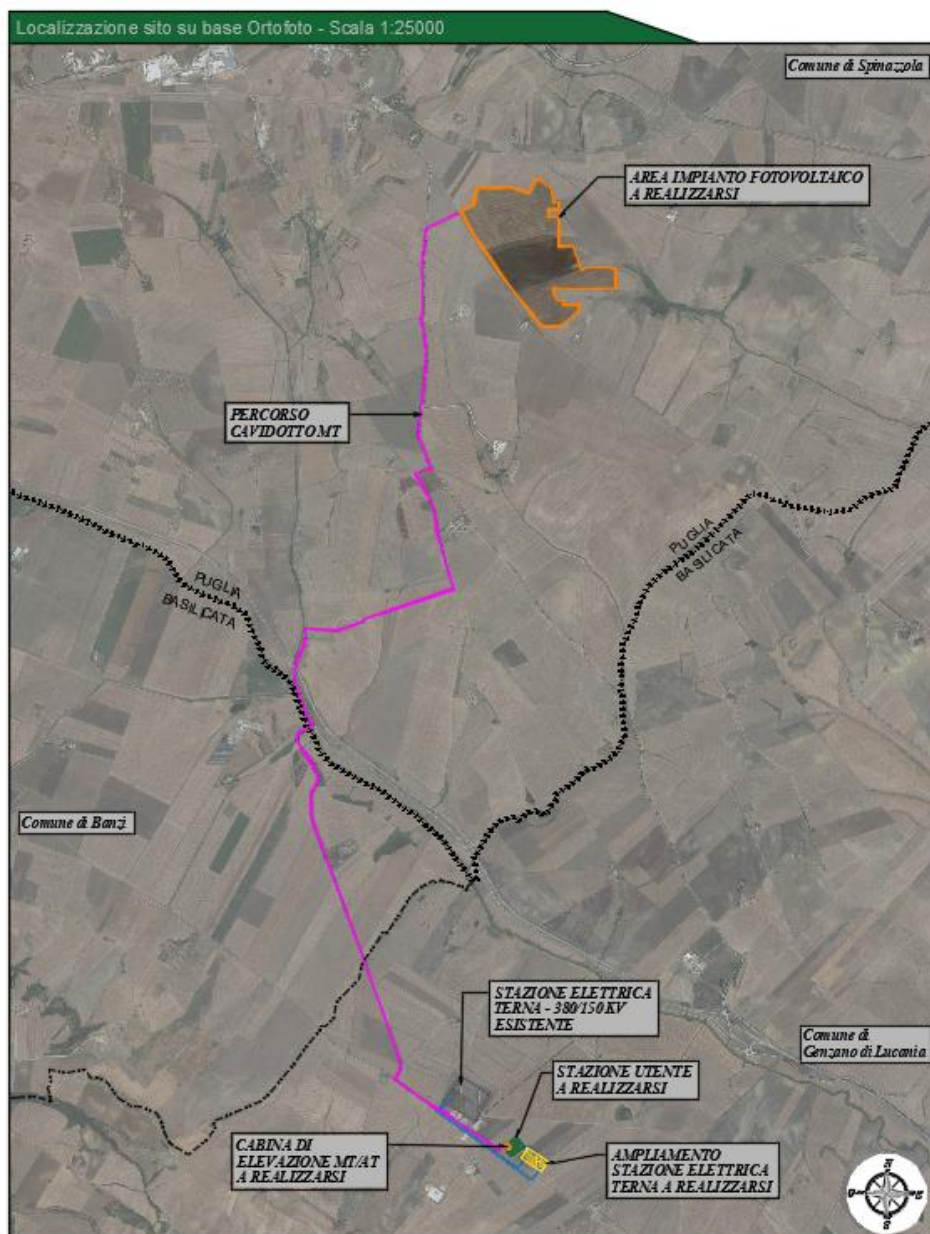 Localizzazione sito su base Ortofoto - Scala 1:25000
Comune di Spinazzola
AREA IMPIANTO FOTOVOLTAICO
A REALIZZARSI
PERCORSO
CAVIDOTTO MT
PUGLIA
BASILICATA
PUGLIA
BASILICATA
Comune di Banzi
STAZIONE ELETTRICA
TERNA - 380/150 KV
ESISTENTE
Comune di
Genzano di Lucania
STAZIONE UTENTE
A REALIZZARSI
CABINA DI
ELEVAZIONE MT/AT
A REALIZZARSI
AMPLIAMENTO
STAZIONE ELETTRICA
TERNA A REALIZZARSI
N
O
E
S